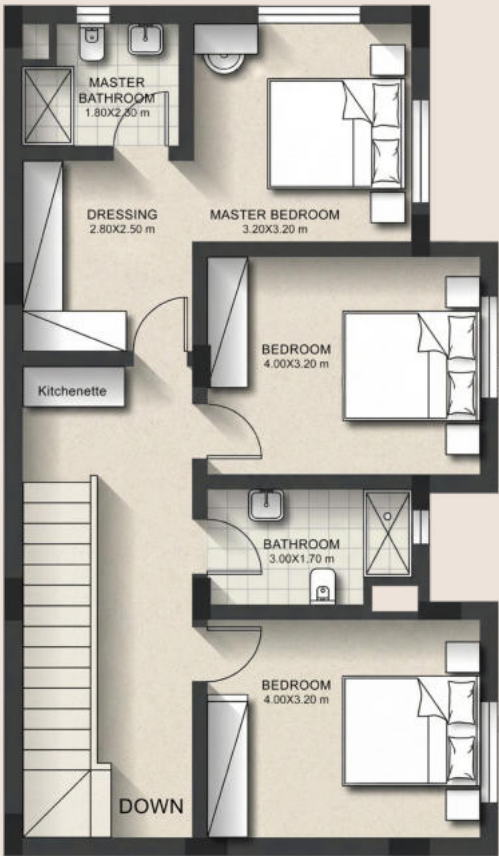 MASTER
BATHROOM
1.80X2.30 m
DRESSING
2.80X2.50 m
MASTER BEDROOM
3.20X3.20 m
BEDROOM
4.00X3.20 m
Kitchenette
BATHROOM
3.00X1.70 m
BEDROOM
4.00X3.20 m
DOWN